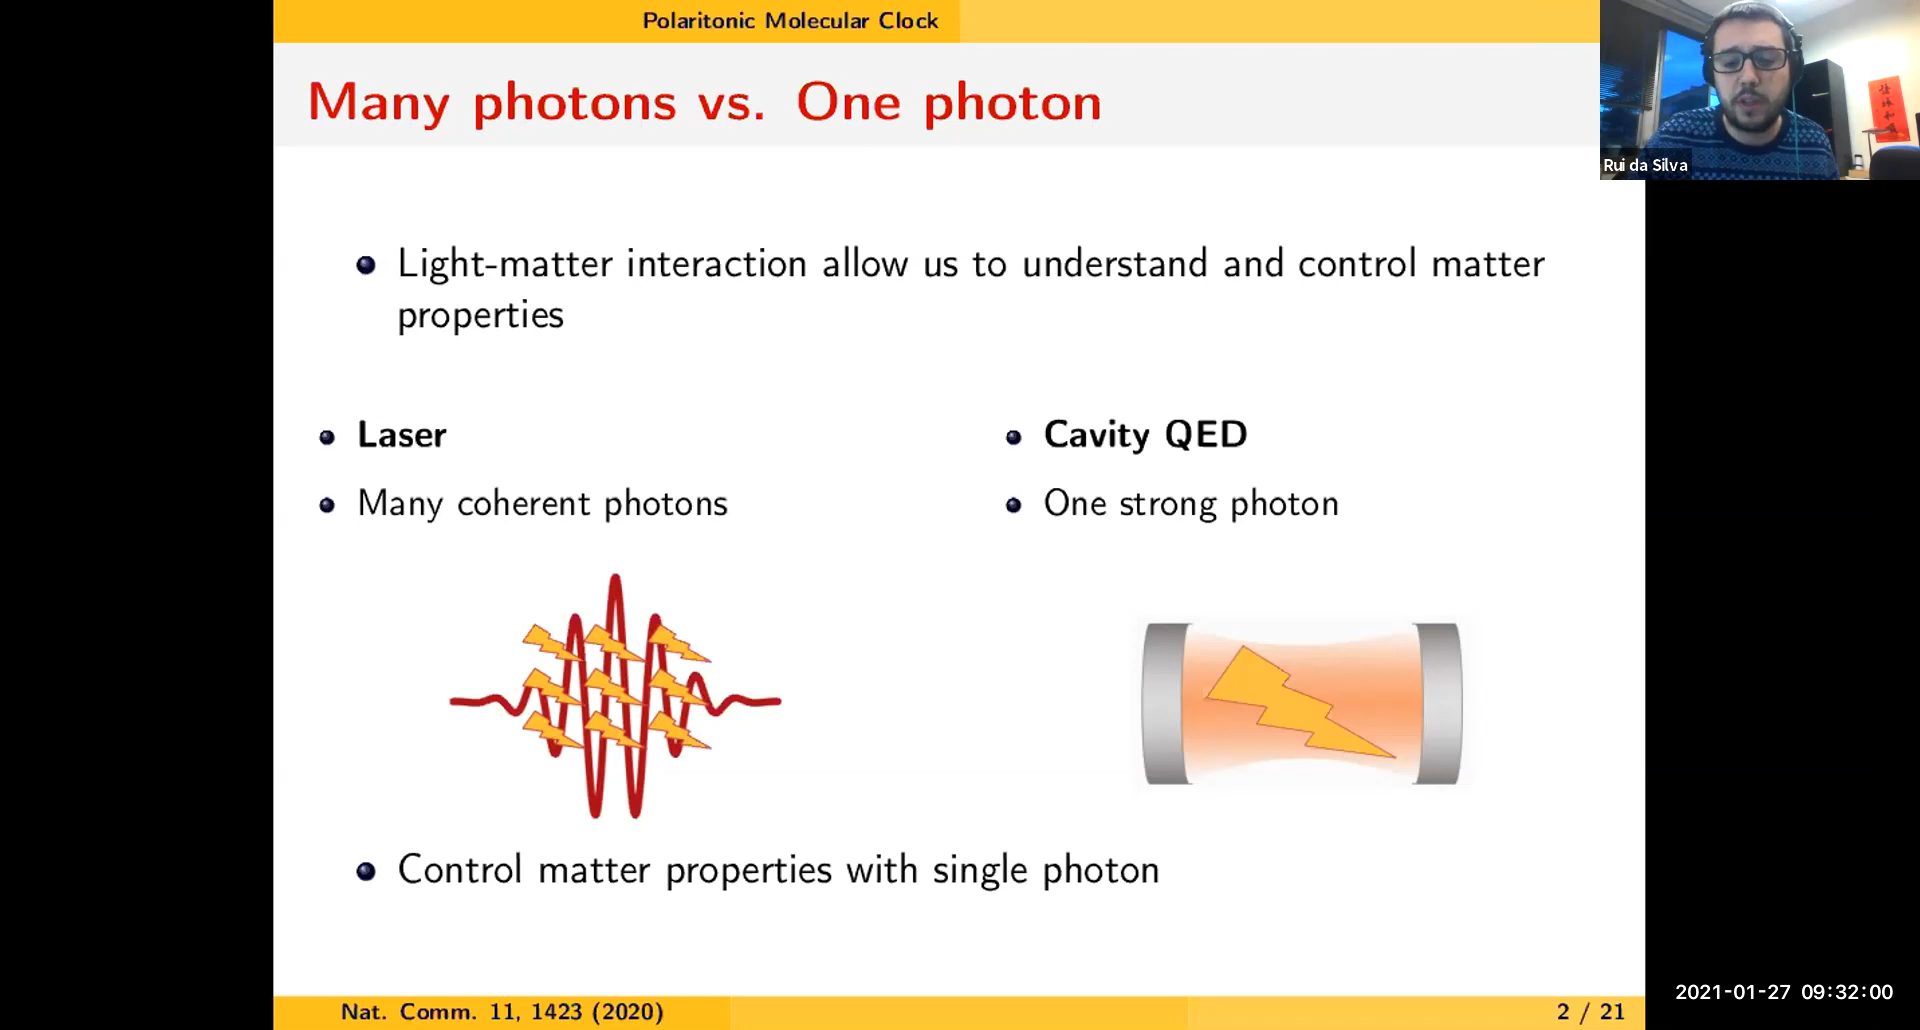 Polaritonic Molecular Clock
Many photons vs. One photon
Rui da Silva
Light-matter interaction allow us to understand and control matter
properties
Laser
Many coherent photons
Cavity QED
One strong photon
Control matter properties with single photon
Nat. Comm. 11, 1423 (2020)
2 / 21
2021-01-27 09:32:00